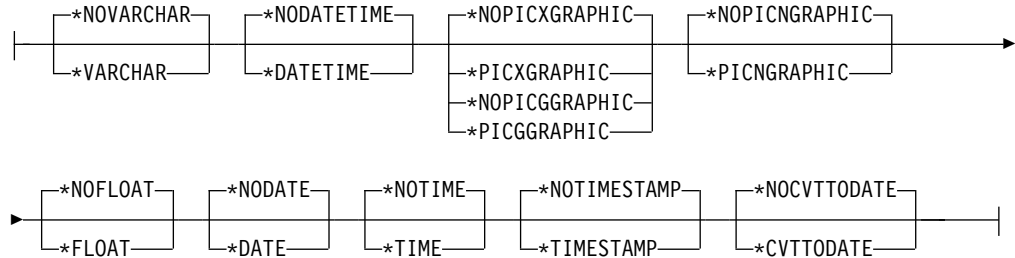 *NOVARCHAR *NODATETIME *NOPICXGRAPHIC *NOPICNGRAPHIC
*VARCHAR *DATETIME *PICXGRAPHIC *PICNGRAPHIC
*NOPICGGRAPHIC
*PICGGRAPHIC
*NOFLOAT *NODATE *NOTIME *NOTIMESTAMP *NOCVTTODATE
*FLOAT *DATE *TIME *TIMESTAMP *CVTTODATE